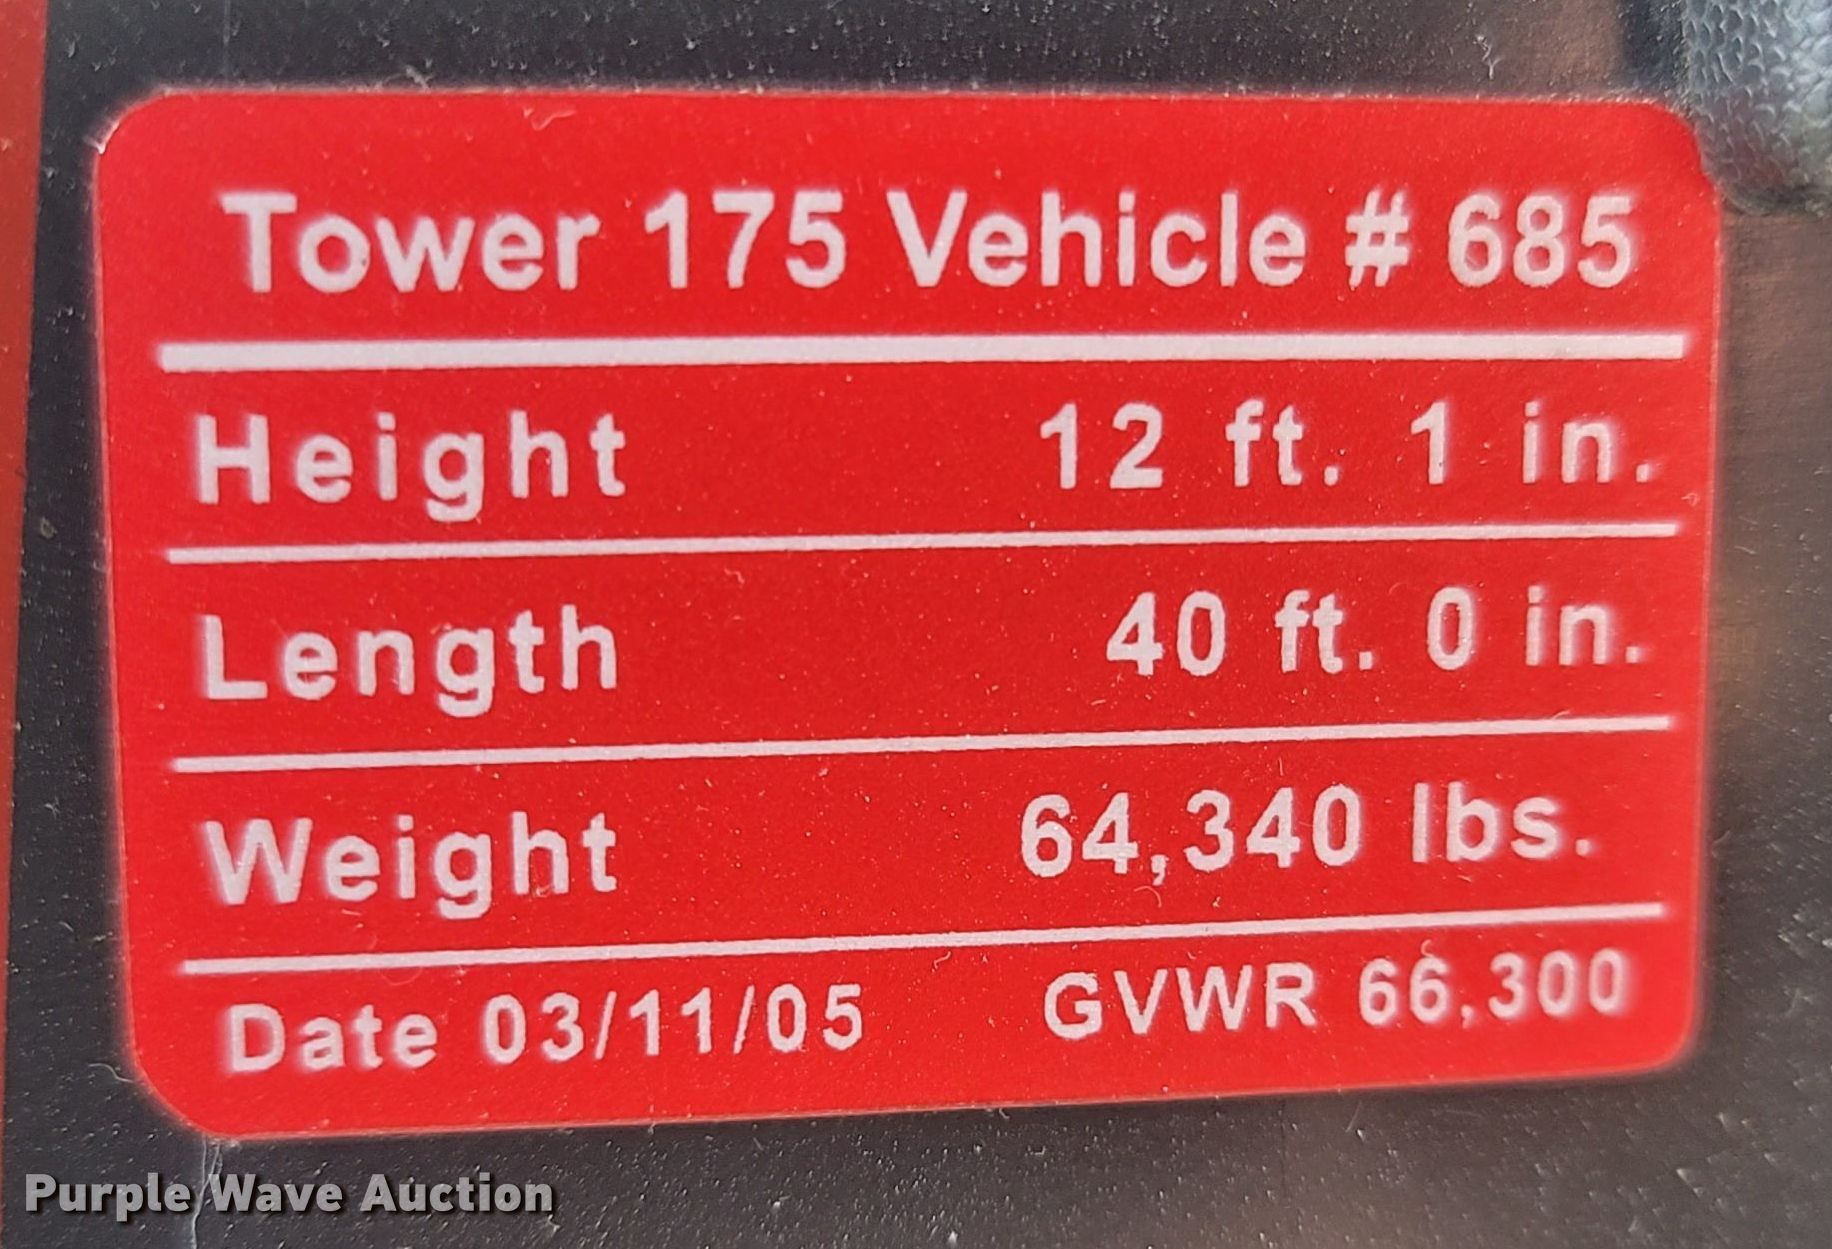 Tower 175 Vehicle # 685
Height 12 ft. 1 in.
Length 40 ft. 0 in.
Weight 64,340 lbs.
Date 03/11/05 GVWR 66,300
Purple Wave Auction